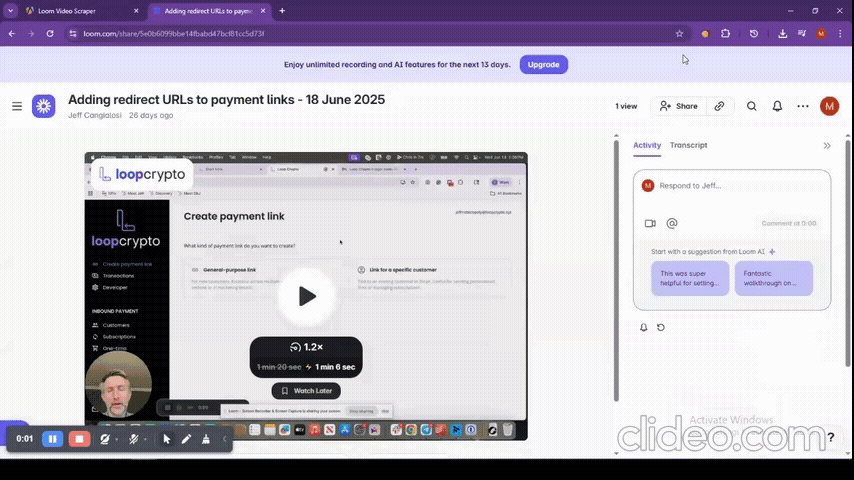 Loom Video Scraper
Adding redirect URLs to payme
loom.com/share/5e0b6099bbe14fbabd47bcf81cc5d73f
Enjoy unlimited recording and AI features for the next 13 days.
Upgrade
Adding redirect URLs to payment links - 18 June 2025
Jeff Cangialosi 26 days ago
1 view
Share
M
loopcrypto
Create payment link
What kind of payment link do you want to create?
General-purpose link
Link for a specific customer
loopcrypto
Create payment link
Transactions
Developer
INBOUND PAYMENT
Customers
Subscriptions
One-time
1.2×
1 min 20 sec 1 min 6 sec
Watch Later
Stop sharing
Activity
Transcript
M
Respond to Jeff...
Comment at 0:00
Start with a suggestion from Loom AI
This was super
helpful for setting...
Fantastic
walkthrough on...
0:01
Activate Windows
clideo.com
?